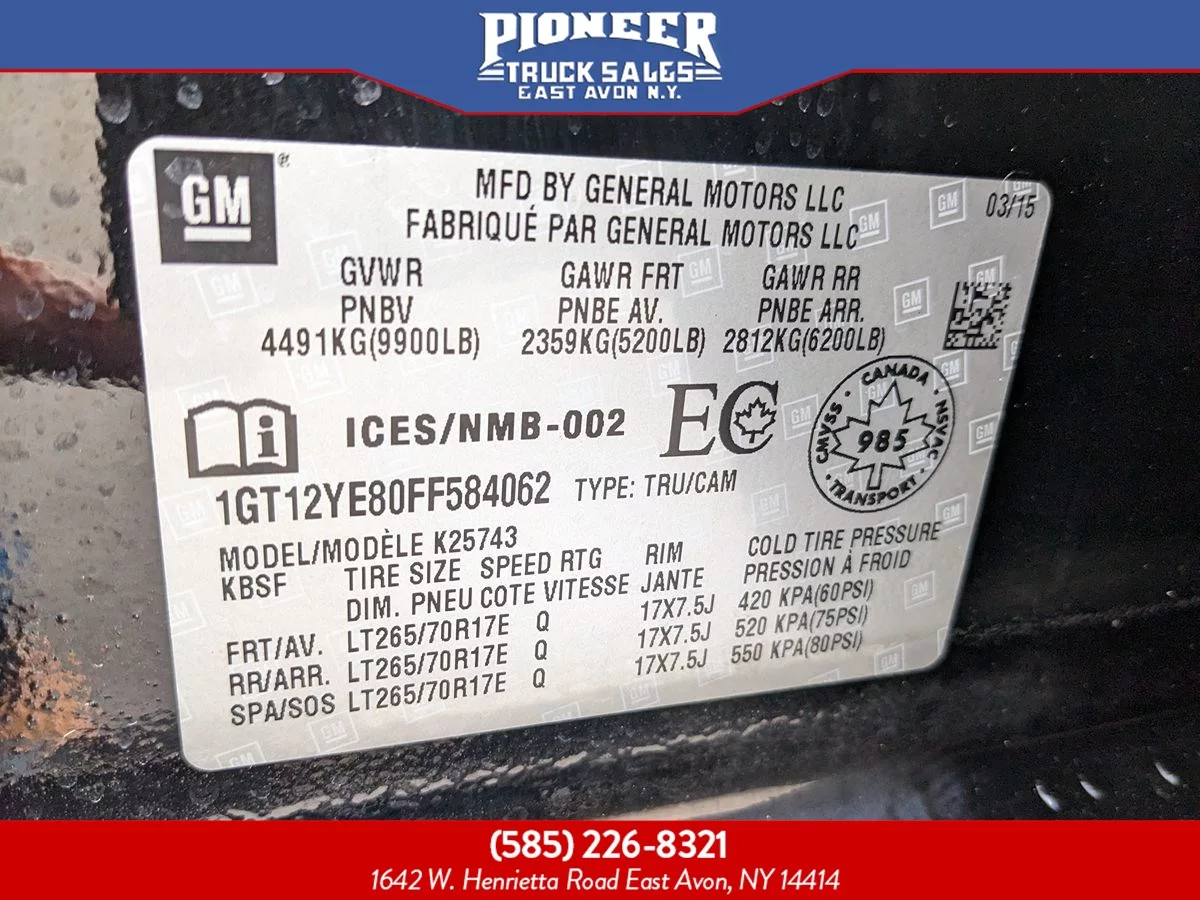 PIONEER
TRUCK SALES
EAST AVON N.Y.
GM
MFD BY GENERAL MOTORS LLC
03/15
FABRIQUÉ PAR GENERAL MOTORS LLC
GVWR GAWR FRT GAWR RR
PNBV PNBE AV. PNBE ARR.
4491KG(9900LB) 2359KG(5200LB) 2812KG(6200LB)
i ICES/NMB-002 EC
CANADA
CMVSS 985 NSVAC
TRANSPORT
1GT12YE80FF584062 TYPE: TRU/CAM
MODEL/MODÈLE K25743
KBSF TIRE SIZE SPEED RTG RIM COLD TIRE PRESSURE
DIM. PNEU COTE VITESSE JANTE PRESSION À FROID
FRT/AV. LT265/70R17E Q 17X7.5J 420 KPA(60PSI)
RR/ARR. LT265/70R17E Q 17X7.5J 520 KPA(75PSI)
SPA/SOS LT265/70R17E Q 17X7.5J 550 KPA(80PSI)
(585) 226-8321
1642 W. Henrietta Road East Avon, NY 14414